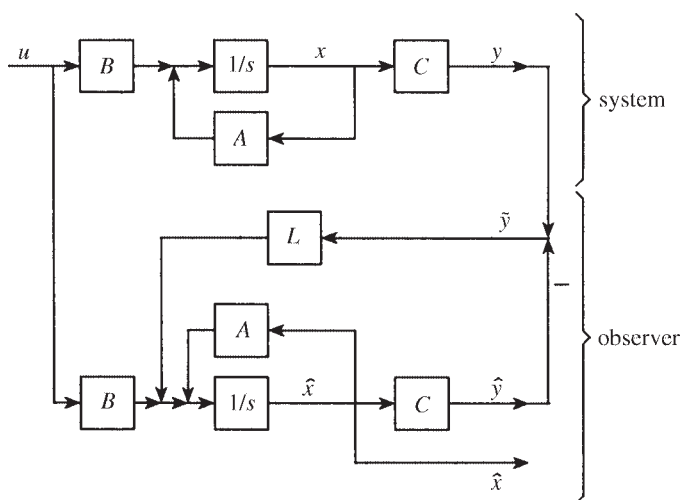 u
B
1/s
x
C
y
A
system
L
ỹ
A
observer
B
1/s
x̂
C
ŷ
−
x̂